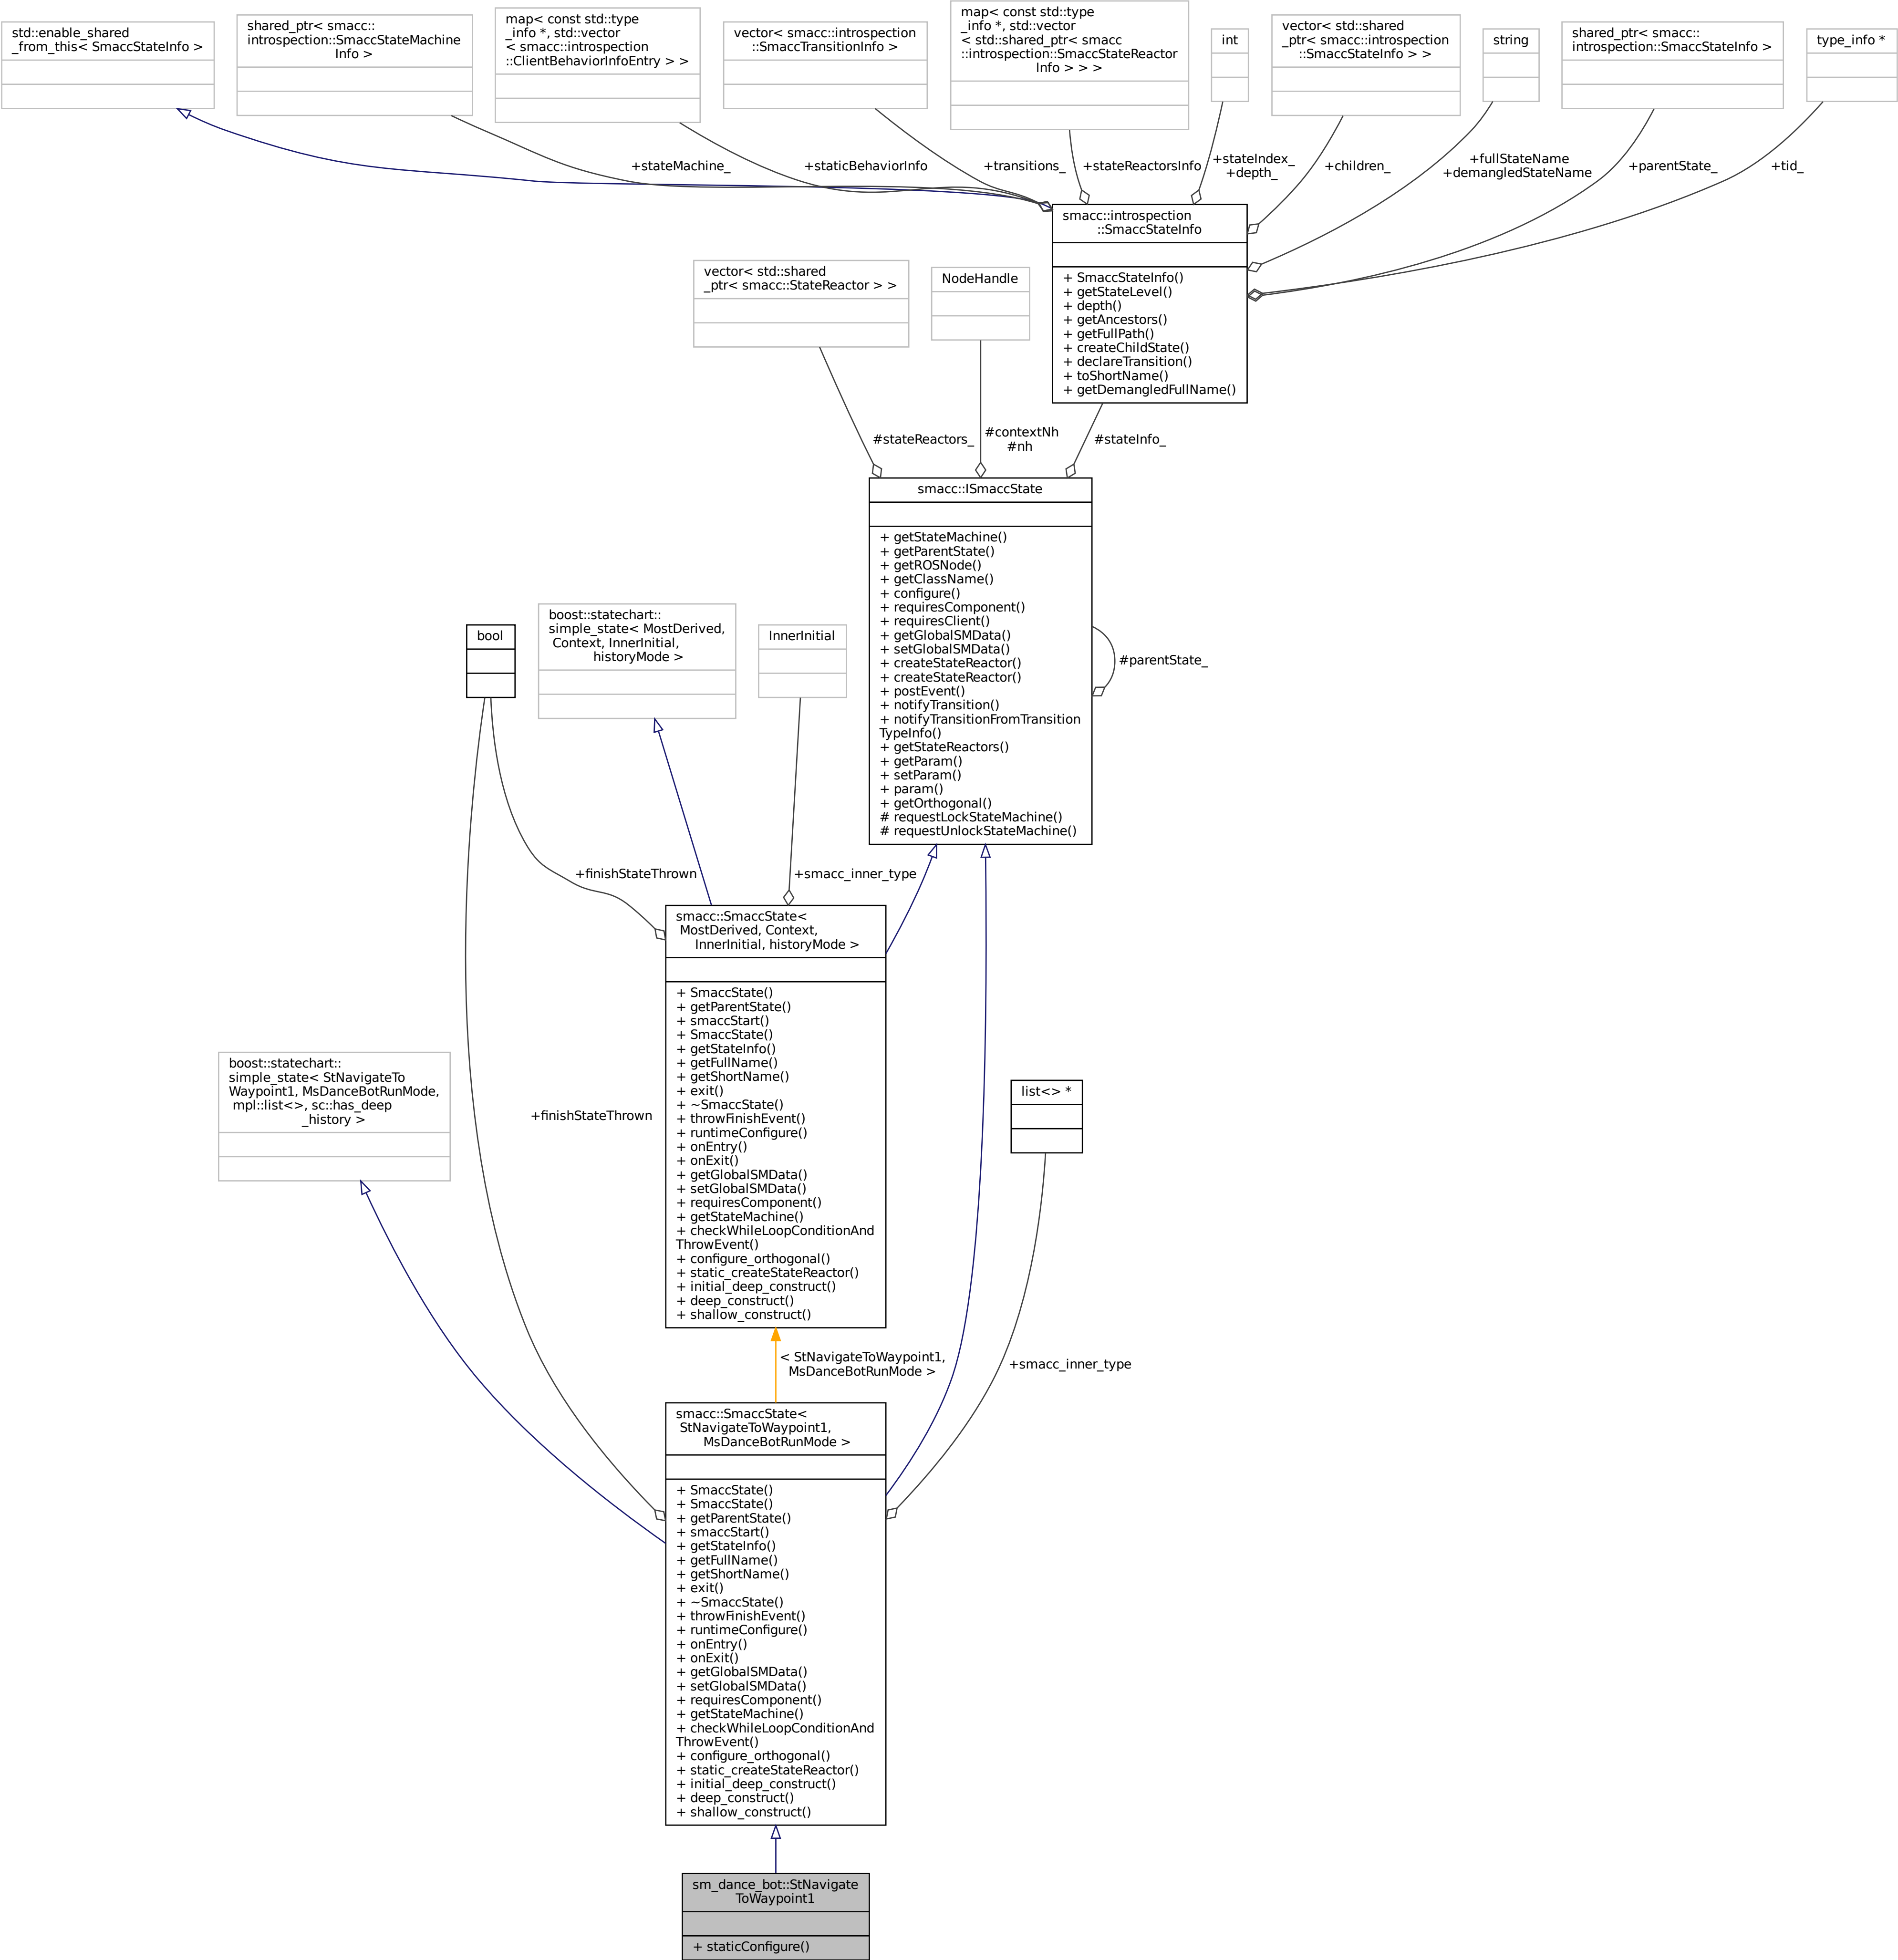 std::enable_shared
_from_this< SmaccStateInfo >
shared_ptr< smacc::
introspection::SmaccStateMachine
Info >
map< const std::type
_info *, std::vector
< smacc::introspection
::ClientBehaviorInfoEntry > >
vector< smacc::introspection
::SmaccTransitionInfo >
map< const std::type
_info *, std::vector
< std::shared_ptr< smacc
::introspection::SmaccStateReactor
Info > > >
int
vector< std::shared
_ptr< smacc::introspection
::SmaccStateInfo > >
string
shared_ptr< smacc::
introspection::SmaccStateInfo >
type_info *
+stateMachine_
+staticBehaviorInfo
+transitions_
+stateReactorsInfo
+stateIndex_
+depth_
+children_
+fullStateName
+demangledStateName
+parentState_
+tid_
smacc::introspection
::SmaccStateInfo
+ SmaccStateInfo()
+ getStateLevel()
+ depth()
+ getAncestors()
+ getFullPath()
+ createChildState()
+ declareTransition()
+ toShortName()
+ getDemangledFullName()
vector< std::shared
_ptr< smacc::StateReactor > >
NodeHandle
#stateReactors_
#contextNh
#nh
#stateInfo_
smacc::ISmaccState
+ getStateMachine()
+ getParentState()
+ getROSNode()
+ getClassName()
+ configure()
+ requiresComponent()
+ requiresClient()
+ getGlobalSMData()
+ setGlobalSMData()
+ createStateReactor()
+ createStateReactor()
+ postEvent()
+ notifyTransition()
+ notifyTransitionFromTransition
TypeInfo()
+ getStateReactors()
+ getParam()
+ setParam()
+ param()
+ getOrthogonal()
# requestLockStateMachine()
# requestUnlockStateMachine()
#parentState_
bool
boost::statechart::
simple_state< MostDerived,
Context, InnerInitial,
historyMode >
InnerInitial
+finishStateThrown
+smacc_inner_type
smacc::SmaccState<
MostDerived, Context,
InnerInitial, historyMode >
+ SmaccState()
+ getParentState()
+ smaccStart()
+ SmaccState()
+ getStateInfo()
+ getFullName()
+ getShortName()
+ exit()
+ ~SmaccState()
+ throwFinishEvent()
+ runtimeConfigure()
+ onEntry()
+ onExit()
+ getGlobalSMData()
+ setGlobalSMData()
+ requiresComponent()
+ getStateMachine()
+ checkWhileLoopConditionAnd
ThrowEvent()
+ configure_orthogonal()
+ static_createStateReactor()
+ initial_deep_construct()
+ deep_construct()
+ shallow_construct()
boost::statechart::
simple_state< StNavigateTo
Waypoint1, MsDanceBotRunMode,
mpl::list<>, sc::has_deep
_history >
+finishStateThrown
list<> *
< StNavigateToWaypoint1,
MsDanceBotRunMode >
+smacc_inner_type
smacc::SmaccState<
StNavigateToWaypoint1,
MsDanceBotRunMode >
+ SmaccState()
+ SmaccState()
+ getParentState()
+ smaccStart()
+ getStateInfo()
+ getFullName()
+ getShortName()
+ exit()
+ ~SmaccState()
+ throwFinishEvent()
+ runtimeConfigure()
+ onEntry()
+ onExit()
+ getGlobalSMData()
+ setGlobalSMData()
+ requiresComponent()
+ getStateMachine()
+ checkWhileLoopConditionAnd
ThrowEvent()
+ configure_orthogonal()
+ static_createStateReactor()
+ initial_deep_construct()
+ deep_construct()
+ shallow_construct()
sm_dance_bot::StNavigate
ToWaypoint1
+ staticConfigure()